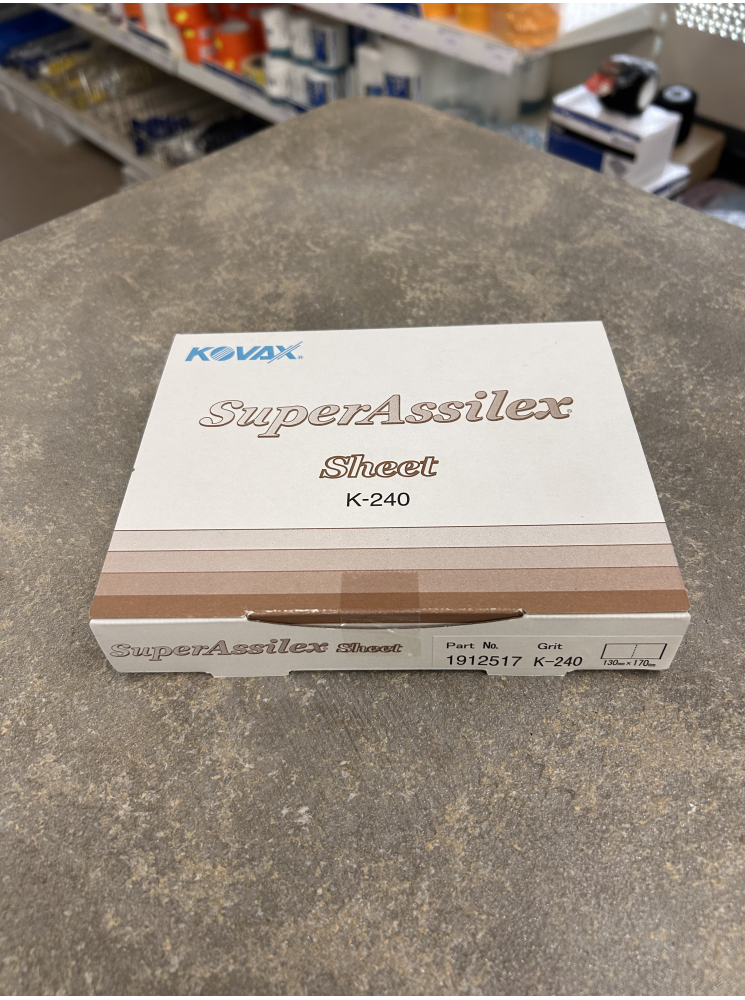 KOVAX®
SuperAssilex®
Sheet
K-240
SuperAssilex Sheet
Part No. Grit
1912517 K-240
130mm × 170mm